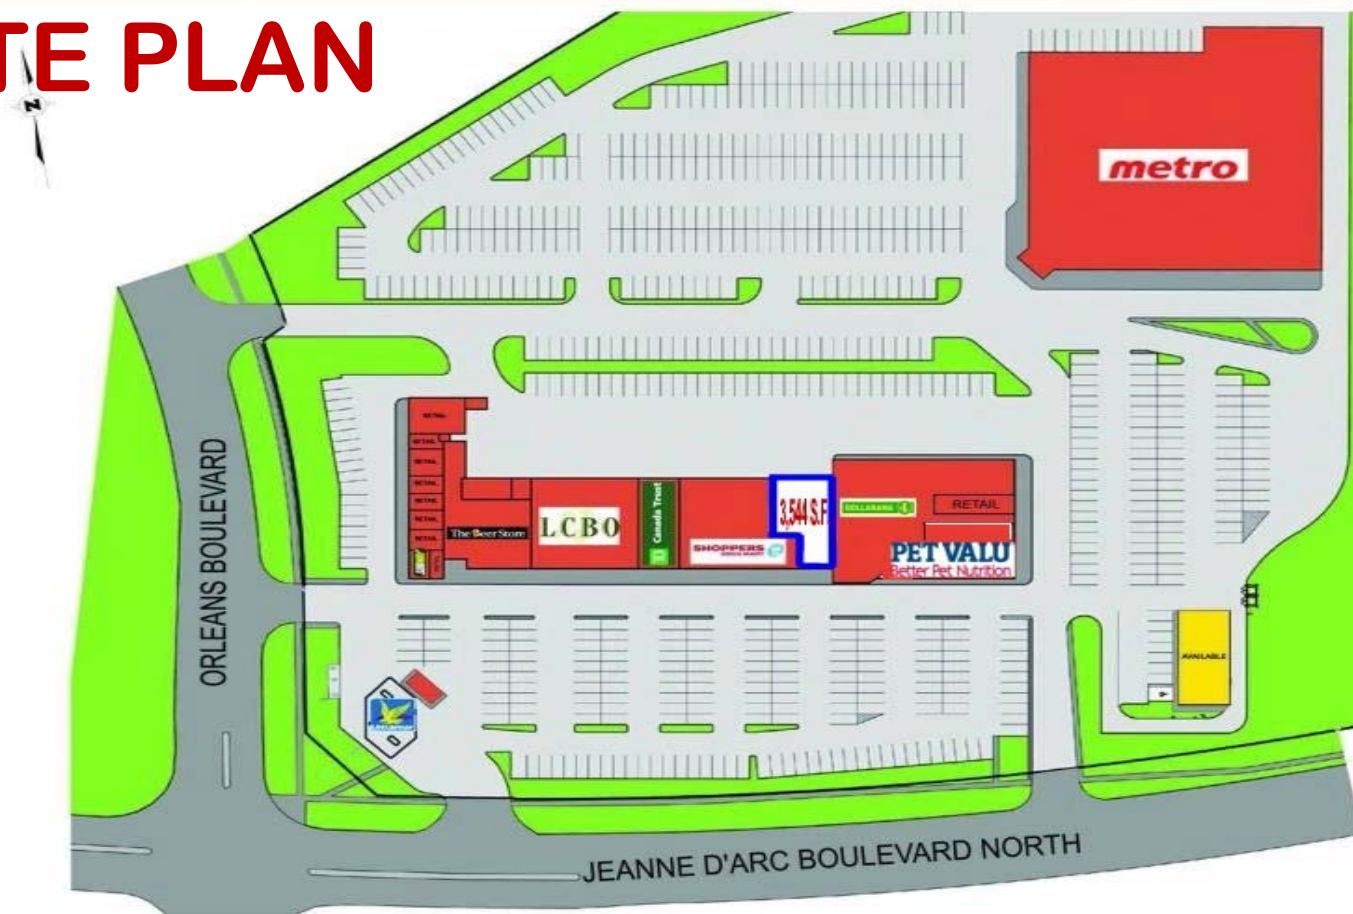 TE PLAN
N
metro
RETAIL
RETAIL
RETAIL
RETAIL
RETAIL
RETAIL
RETAIL
The Beer Store
LCBO
TD Canada Trust
SHOPPERS
3,544 S.F.
DOLLARAMA
RETAIL
PET VALU
Better Pet Nutrition
AVAILABLE
ORLEANS BOULEVARD
JEANNE D'ARC BOULEVARD NORTH